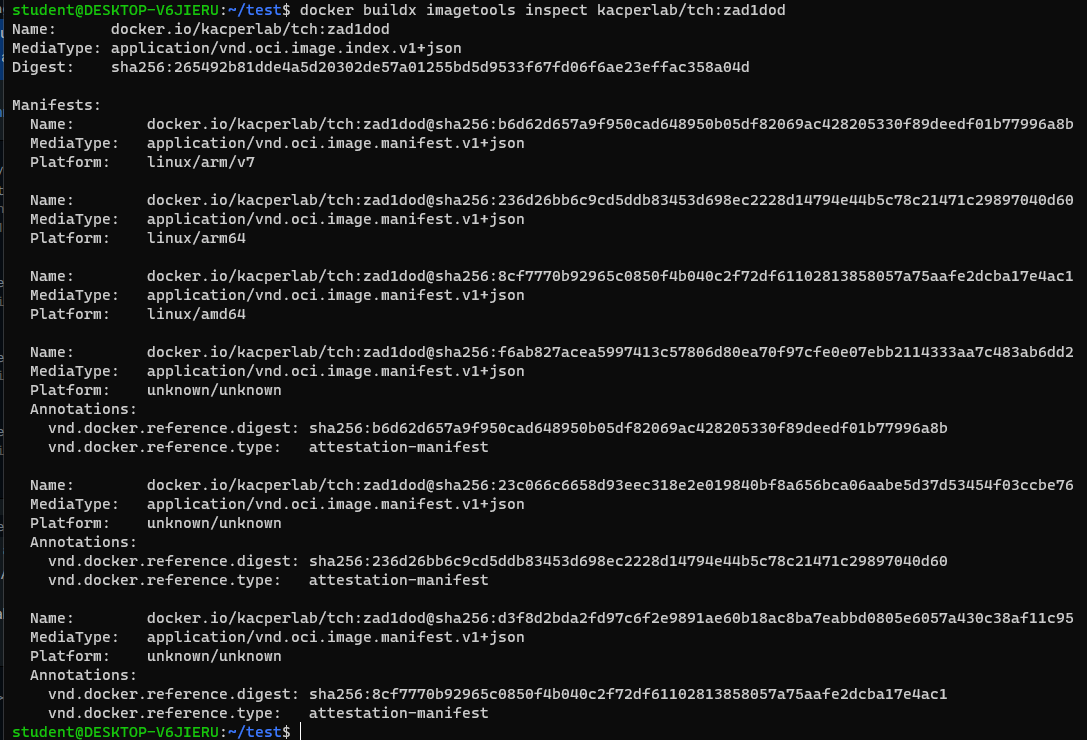 student@DESKTOP-V6JIERU:~/test$ docker buildx imagetools inspect kacperlab/tch:zad1dod
Name:      docker.io/kacperlab/tch:zad1dod
MediaType: application/vnd.oci.image.index.v1+json
Digest:    sha256:265492b81dde4a5d20302de57a01255bd5d9533f67fd06f6ae23effac358a04d

Manifests:
  Name:        docker.io/kacperlab/tch:zad1dod@sha256:b6d62d657a9f950cad648950b05df82069ac428205330f89deedf01b77996a8b
  MediaType:   application/vnd.oci.image.manifest.v1+json
  Platform:    linux/arm/v7

  Name:        docker.io/kacperlab/tch:zad1dod@sha256:236d26bb6c9cd5ddb83453d698ec2228d14794e44b5c78c21471c29897040d60
  MediaType:   application/vnd.oci.image.manifest.v1+json
  Platform:    linux/arm64

  Name:        docker.io/kacperlab/tch:zad1dod@sha256:8cf7770b92965c0850f4b040c2f72df61102813858057a75aafe2dcba17e4ac1
  MediaType:   application/vnd.oci.image.manifest.v1+json
  Platform:    linux/amd64

  Name:        docker.io/kacperlab/tch:zad1dod@sha256:f6ab827acea5997413c57806d80ea70f97cfe0e07ebb2114333aa7c483ab6dd2
  MediaType:   application/vnd.oci.image.manifest.v1+json
  Platform:    unknown/unknown
  Annotations:
    vnd.docker.reference.digest: sha256:b6d62d657a9f950cad648950b05df82069ac428205330f89deedf01b77996a8b
    vnd.docker.reference.type:   attestation-manifest

  Name:        docker.io/kacperlab/tch:zad1dod@sha256:23c066c6658d93eec318e2e019840bf8a656bca06aabe5d37d53454f03ccbe76
  MediaType:   application/vnd.oci.image.manifest.v1+json
  Platform:    unknown/unknown
  Annotations:
    vnd.docker.reference.digest: sha256:236d26bb6c9cd5ddb83453d698ec2228d14794e44b5c78c21471c29897040d60
    vnd.docker.reference.type:   attestation-manifest

  Name:        docker.io/kacperlab/tch:zad1dod@sha256:d3f8d2bda2fd97c6f2e9891ae60b18ac8ba7eabbd0805e6057a430c38af11c95
  MediaType:   application/vnd.oci.image.manifest.v1+json
  Platform:    unknown/unknown
  Annotations:
    vnd.docker.reference.digest: sha256:8cf7770b92965c0850f4b040c2f72df61102813858057a75aafe2dcba17e4ac1
    vnd.docker.reference.type:   attestation-manifest
student@DESKTOP-V6JIERU:~/test$